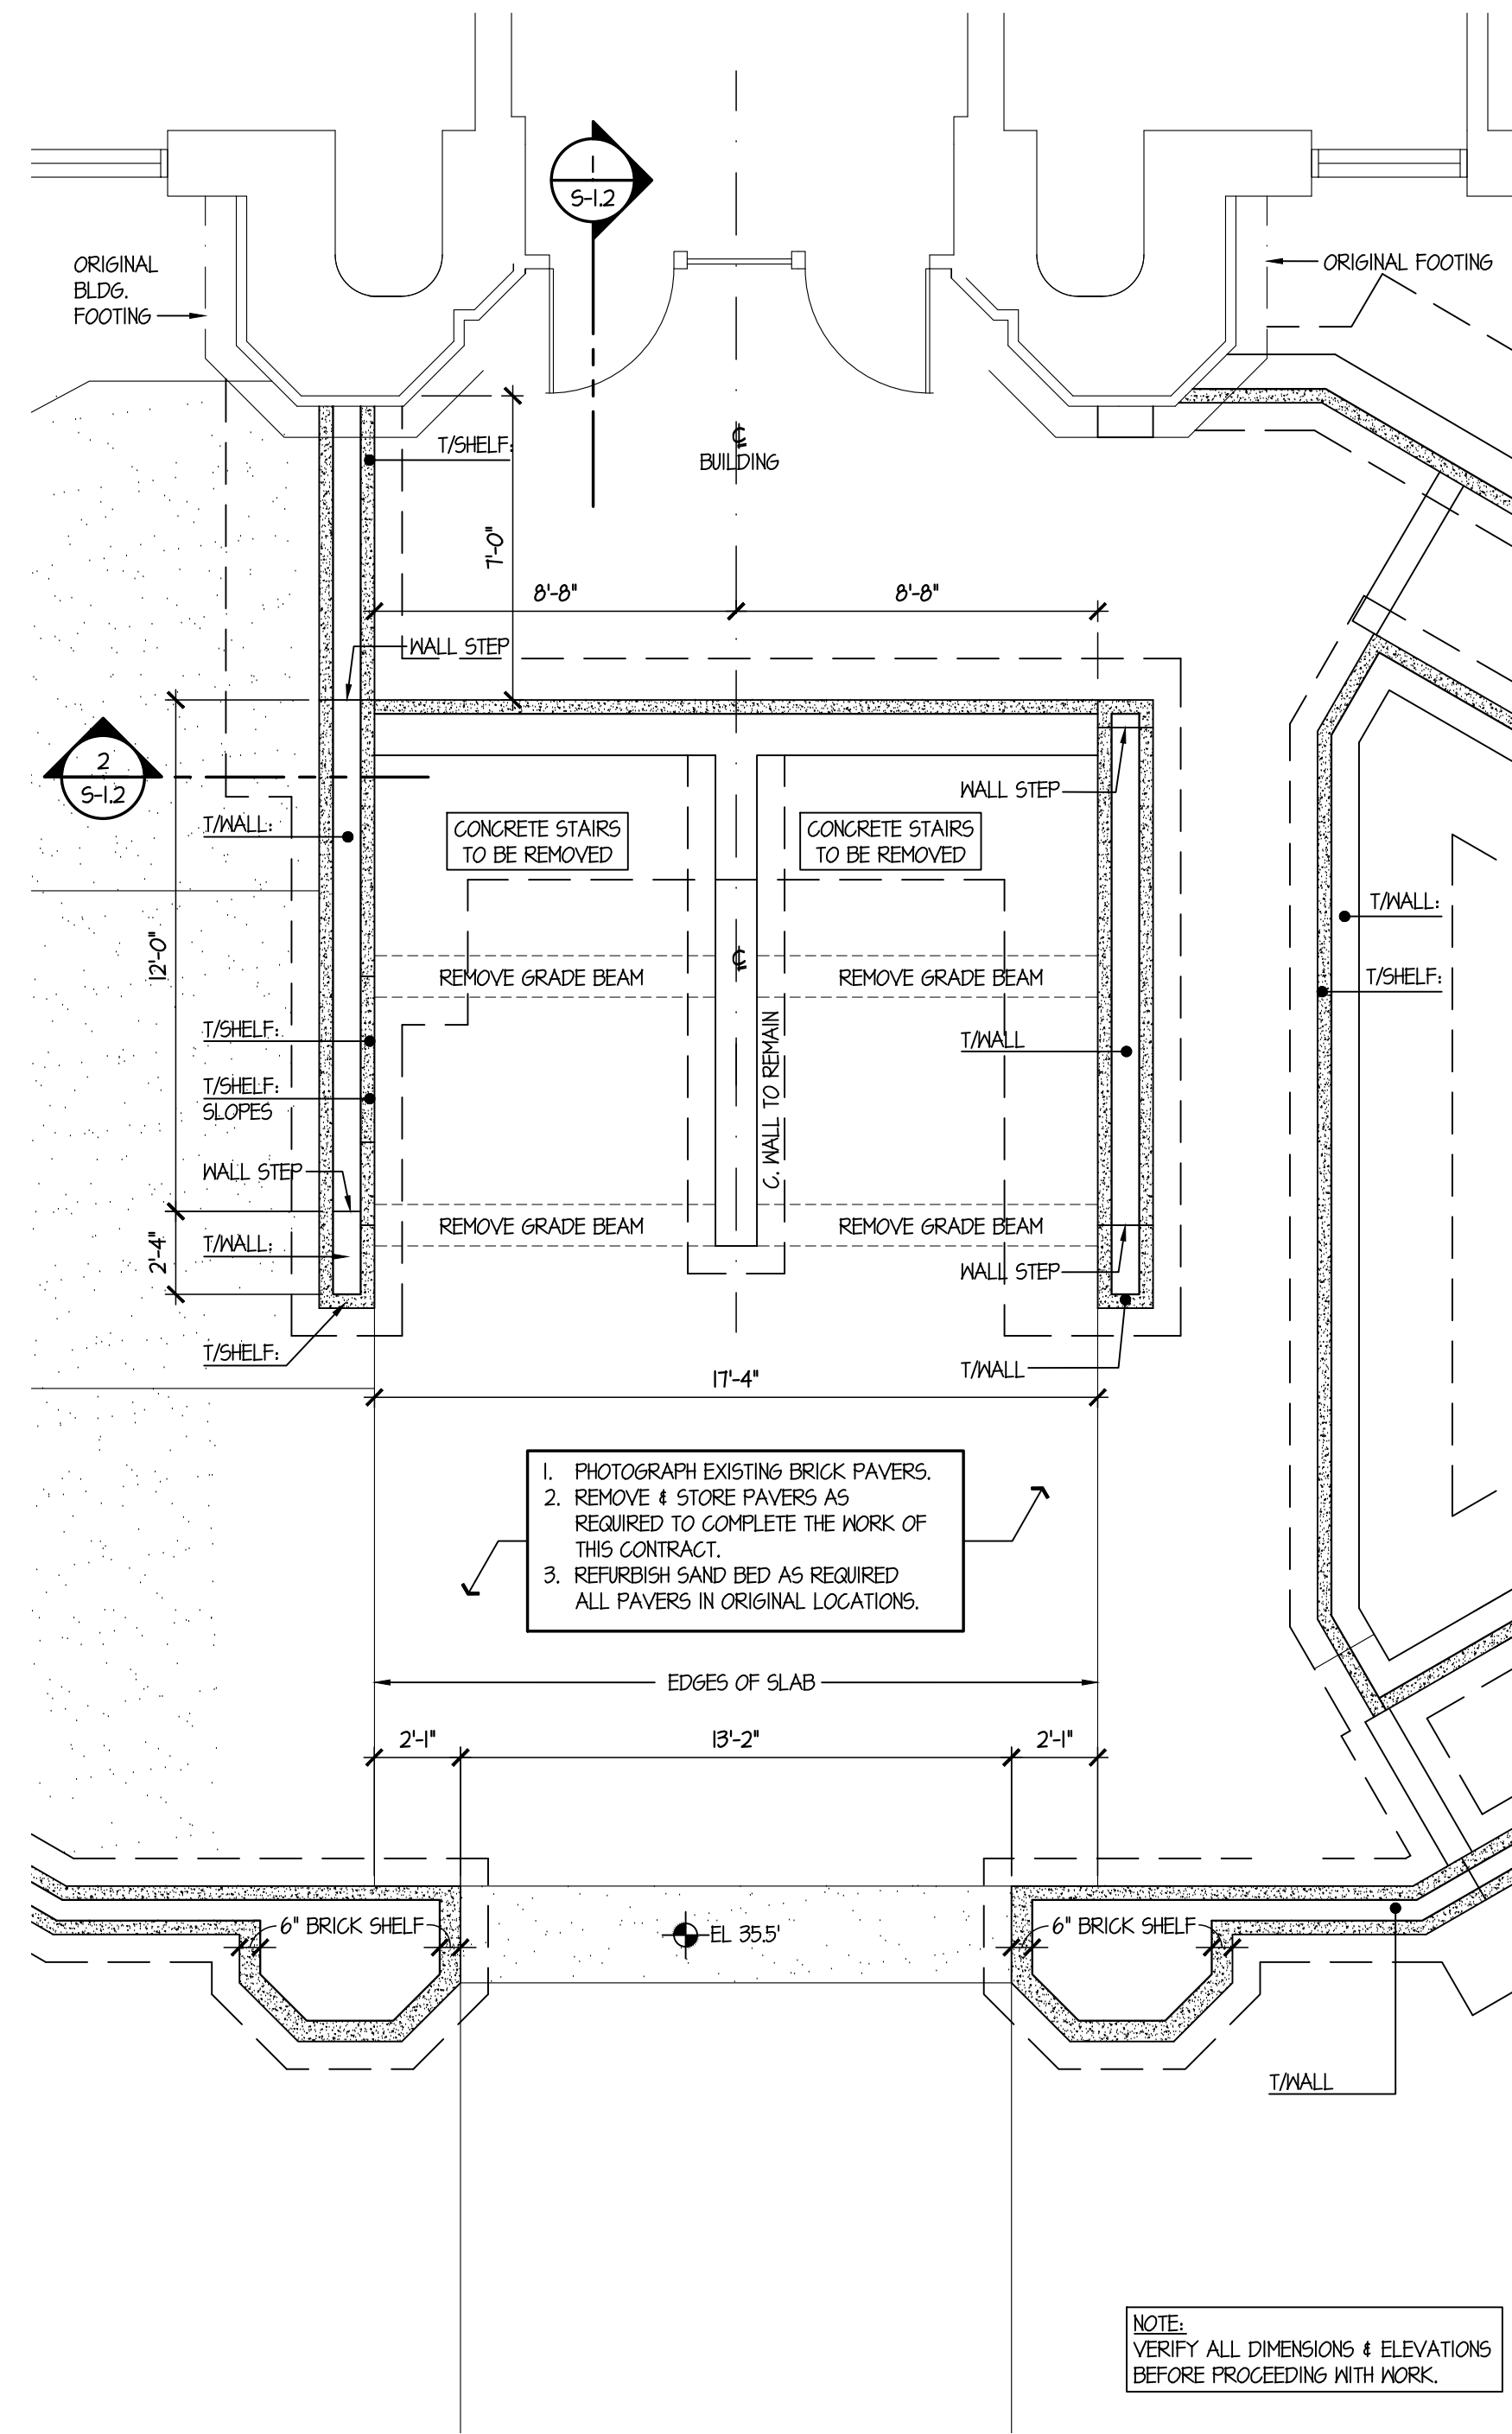 1
S-1.2
ORIGINAL
BLDG.
FOOTING
ORIGINAL FOOTING
T/SHELF:
℄
BUILDING
7'-0"
8'-8"
8'-8"
WALL STEP
2
S-1.2
WALL STEP
T/WALL:
CONCRETE STAIRS
TO BE REMOVED
CONCRETE STAIRS
TO BE REMOVED
T/WALL:
12'-0"
℄
REMOVE GRADE BEAM
REMOVE GRADE BEAM
T/SHELF:
T/SHELF:
T/WALL
C. WALL TO REMAIN
T/SHELF:
SLOPES
WALL STEP
REMOVE GRADE BEAM
REMOVE GRADE BEAM
2'-4"
T/WALL:
WALL STEP
T/SHELF:
T/WALL
17'-4"
1. PHOTOGRAPH EXISTING BRICK PAVERS.
2. REMOVE & STORE PAVERS AS
REQUIRED TO COMPLETE THE WORK OF
THIS CONTRACT.
3. REFURBISH SAND BED AS REQUIRED
ALL PAVERS IN ORIGINAL LOCATIONS.
EDGES OF SLAB
2'-1"
13'-2"
2'-1"
6" BRICK SHELF
EL 35.5'
6" BRICK SHELF
T/WALL
NOTE:
VERIFY ALL DIMENSIONS & ELEVATIONS
BEFORE PROCEEDING WITH WORK.